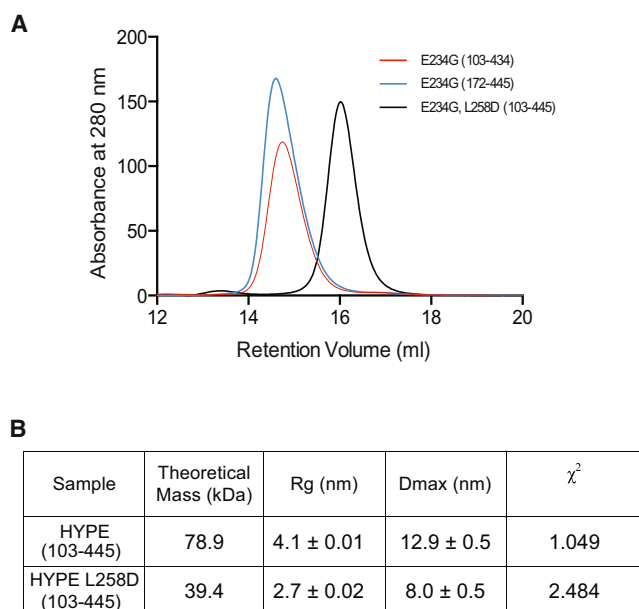 A
200
150
100
50
0
Absorbance at 280 nm
E234G (103-434)
E234G (172-445)
E234G, L258D (103-445)
12 14 16 18 20
Retention Volume (ml)
B
Sample Theoretical Mass (kDa) Rg (nm) Dmax (nm) χ²
HYPE (103-445) 78.9 4.1 ± 0.01 12.9 ± 0.5 1.049
HYPE L258D (103-445) 39.4 2.7 ± 0.02 8.0 ± 0.5 2.484